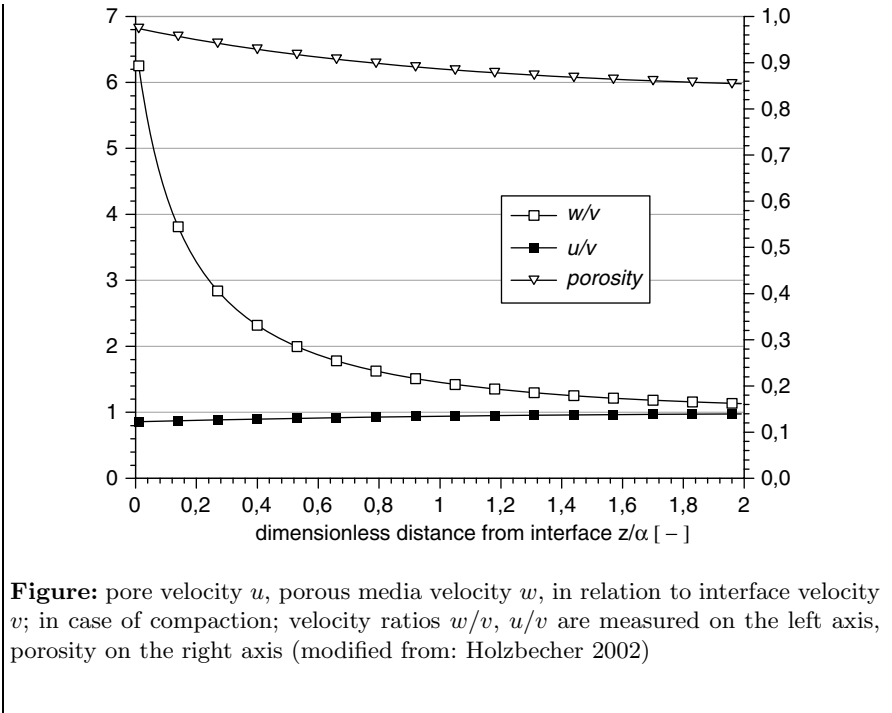 7
6
5
4
3
2
1
0
1,0
0,9
0,8
0,7
0,6
0,5
0,4
0,3
0,2
0,1
0,0
w/v
u/v
porosity
0 0,2 0,4 0,6 0,8 1 1,2 1,4 1,6 1,8 2
dimensionless distance from interface z/α [ − ]
Figure: pore velocity u, porous media velocity w, in relation to interface velocity
v; in case of compaction; velocity ratios w/v, u/v are measured on the left axis,
porosity on the right axis (modified from: Holzbecher 2002)